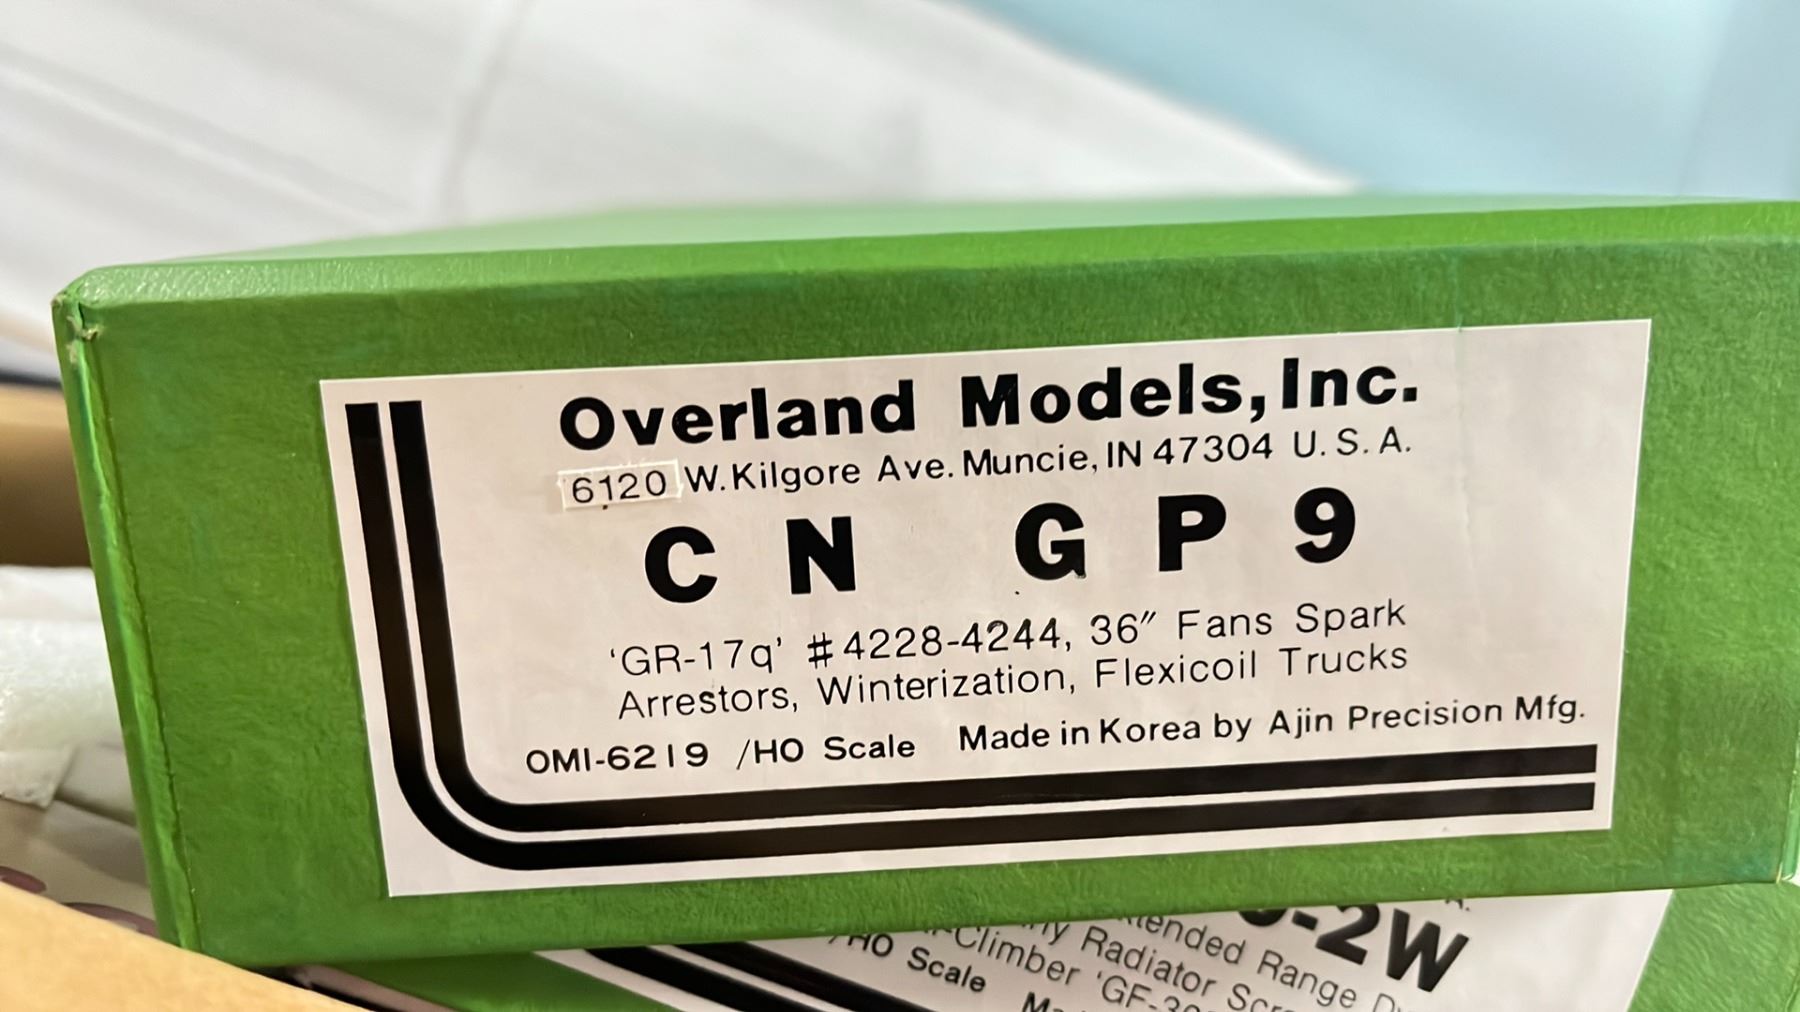 Overland Models, Inc.
6120 W. Kilgore Ave. Muncie, IN 47304 U.S.A.
CN GP9
'GR-17q' #4228-4244, 36" Fans Spark
Arrestors, Winterization, Flexicoil Trucks
OMI-6219 /HO Scale Made in Korea by Ajin Precision Mfg.
-2W
Range
Radiator
Climber 'GF-30
/HO Scale